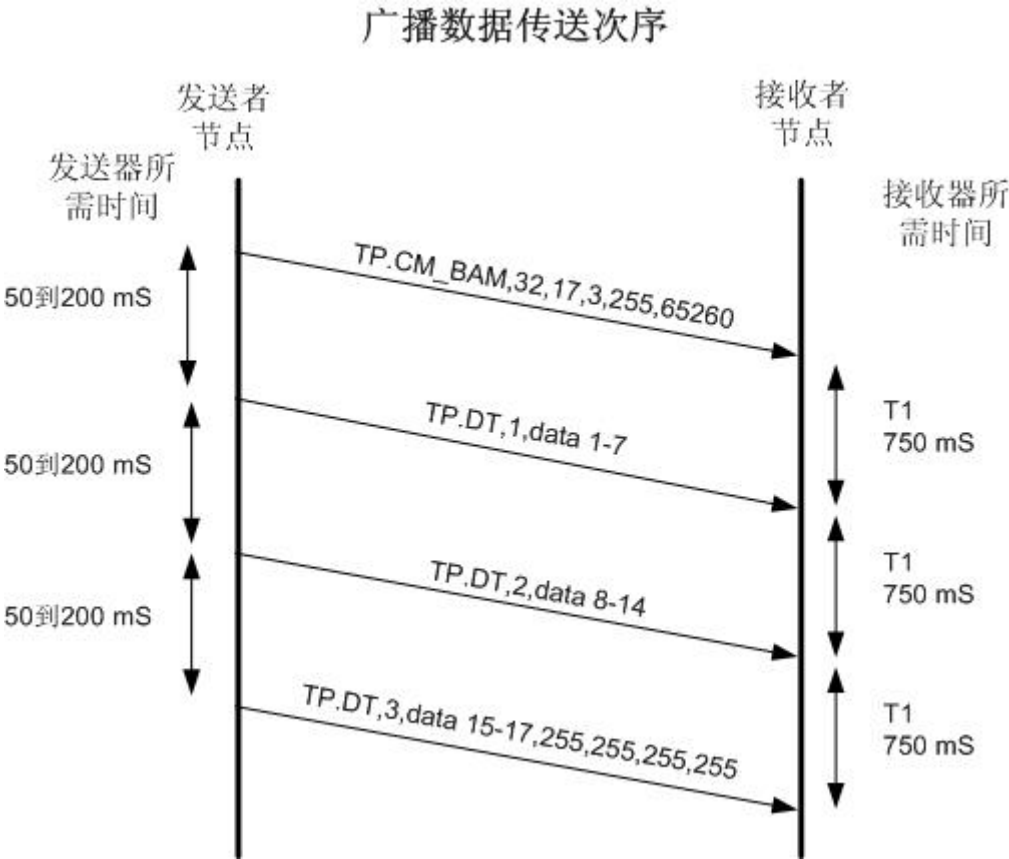 广播数据传送次序
发送者
节点
接收者
节点
发送器所
需时间
接收器所
需时间
TP.CM_BAM,32,17,3,255,65260
50到200 mS
T1
750 mS
TP.DT,1,data 1-7
50到200 mS
T1
750 mS
TP.DT,2,data 8-14
50到200 mS
T1
750 mS
TP.DT,3,data 15-17,255,255,255,255